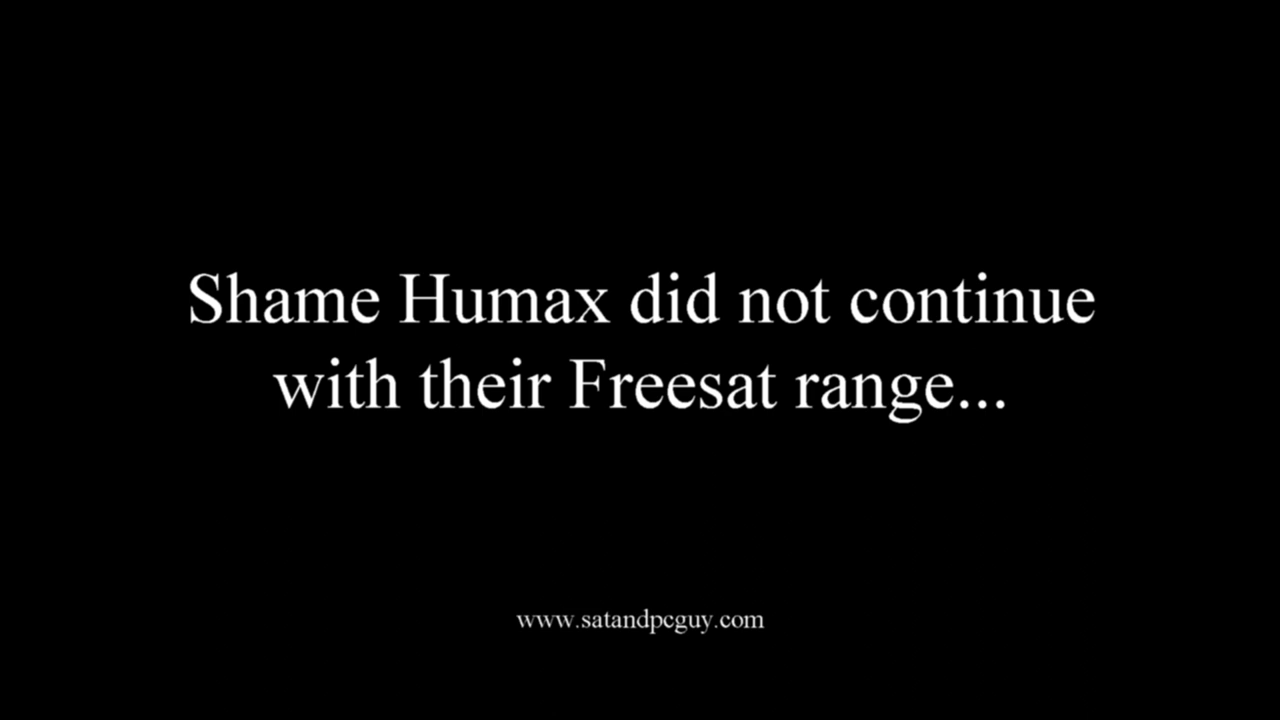 Shame Humax did not continue
with their Freesat range...
www.satandpcguy.com